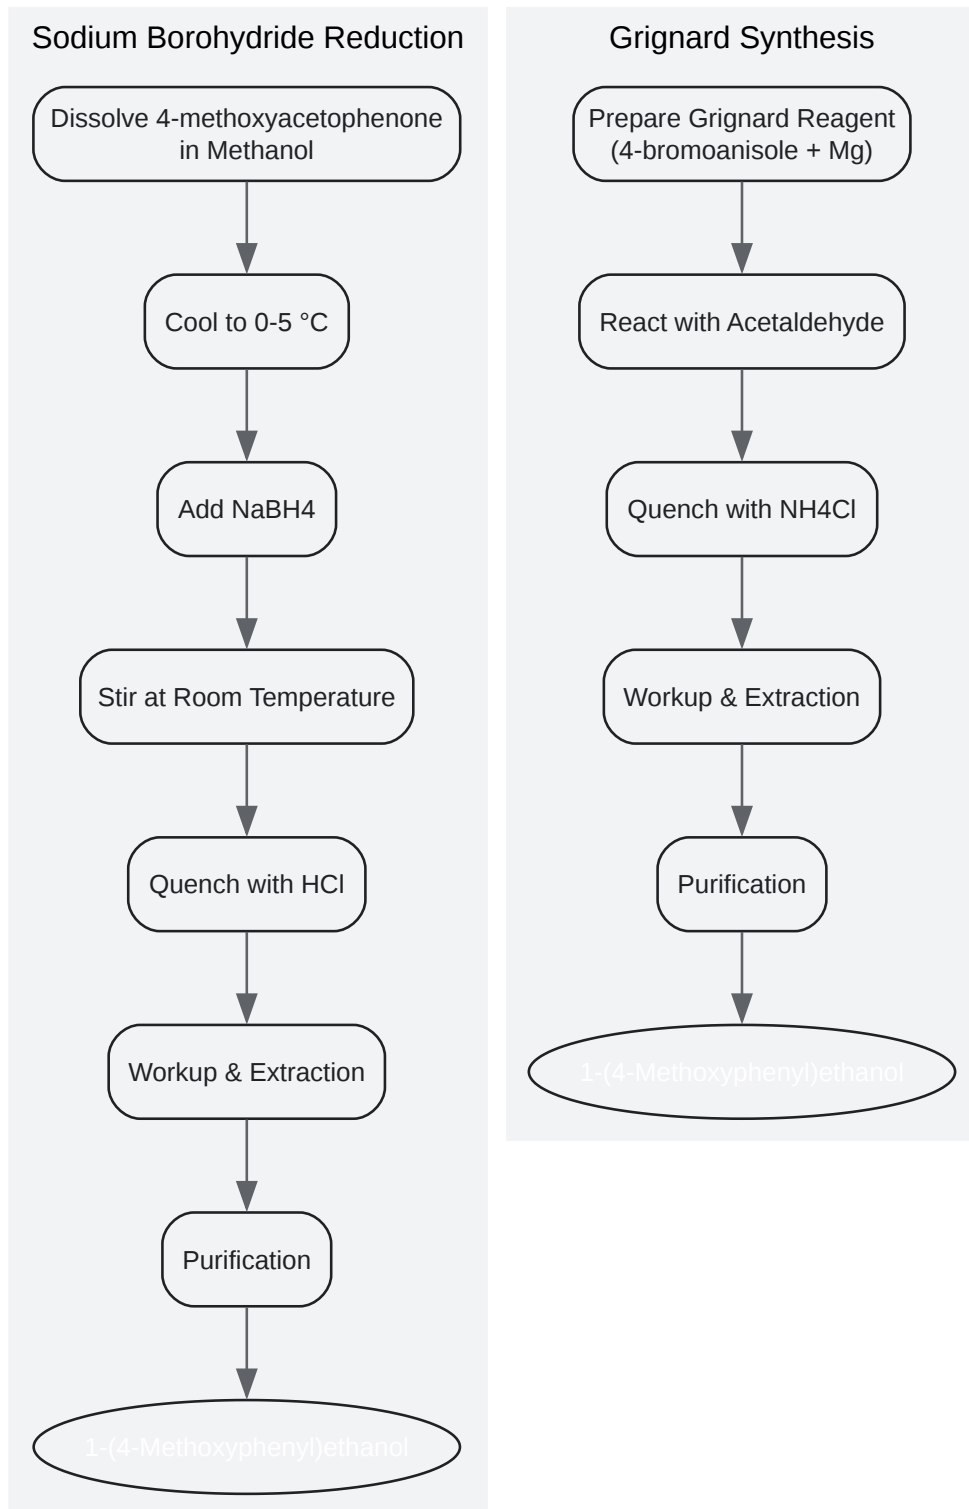 Sodium Borohydride Reduction
Dissolve 4-methoxyacetophenone
in Methanol
Cool to 0-5 °C
Add NaBH4
Stir at Room Temperature
Quench with HCl
Workup & Extraction
Purification
1-(4-Methoxyphenyl)ethanol
Grignard Synthesis
Prepare Grignard Reagent
(4-bromoanisole + Mg)
React with Acetaldehyde
Quench with NH4Cl
Workup & Extraction
Purification
1-(4-Methoxyphenyl)ethanol